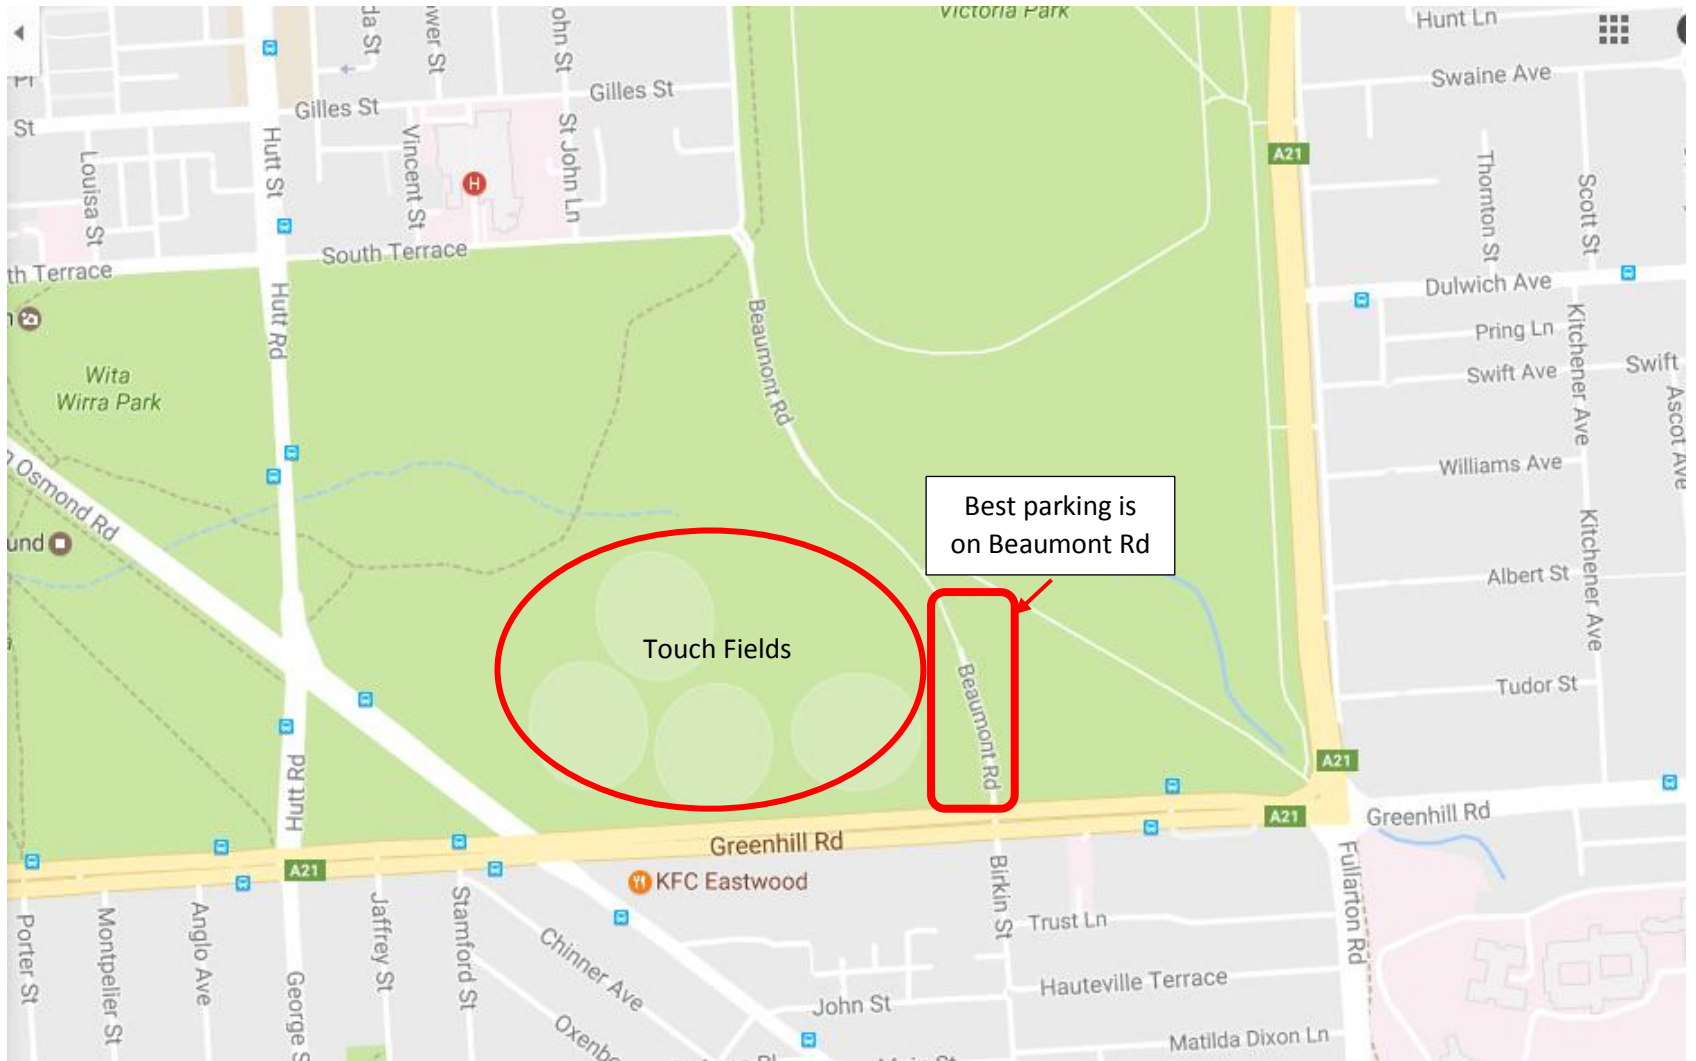 Victoria Park
Hunt Ln
Swaine Ave
Gilles St
Gilles St
St
Hutt St
Louisa St
Vincent St
St John Ln
H
A21
Thornton St
Scott St
South Terrace
th Terrace
Hutt Rd
Beaumont Rd
Dulwich Ave
Pring Ln
Swift Ave
Swift
Kitchener Ave
Ascot Ave
Wita
Wirra Park
Osmond Rd
und
Williams Ave
Best parking is
on Beaumont Rd
Kitchener Ave
Albert St
Touch Fields
Beaumont Rd
Tudor St
Hutt Rd
A21
A21
Greenhill Rd
Greenhill Rd
A21
KFC Eastwood
Birkin St
Fullarton Rd
Trust Ln
Porter St
Montpelier St
Anglo Ave
George S
Jaffrey St
Stamford St
Chinner Ave
John St
Hauteville Terrace
Matilda Dixon Ln